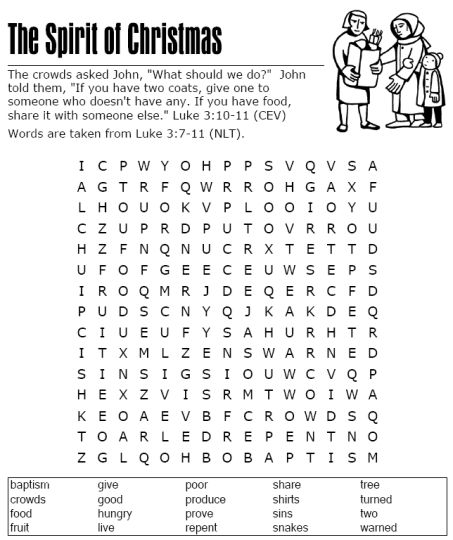 The Spirit of Christmas
The crowds asked John, "What should we do?" John
told them, "If you have two coats, give one to
someone who doesn't have any. If you have food,
share it with someone else." Luke 3:10-11 (CEV)
Words are taken from Luke 3:7-11 (NLT).
I C P W Y O H P P S V Q V S A
A G T R F Q W R R O H G A X F
L H O U O K V P L O O I O Y U
C Z U P R D P U T O V R R O U
H Z F N Q N U C R X T E T T D
U F O F G E E C E U W S E P S
I R O Q M R J D E Q E R C F D
P U D S C N Y Q J K A K D E Q
C I U E U F Y S A H U R H T R
I T X M L Z E N S W A R N E D
S I N S I G S I O U W C V Q P
H E X Z V I S R M T W O I W A
K E O A E V B F C R O W D S Q
T O A R L E D R E P E N T N O
Z G L Q O H B O B A P T I S M
baptism give poor share tree
crowds good produce shirts turned
food hungry prove sins two
fruit live repent snakes warned